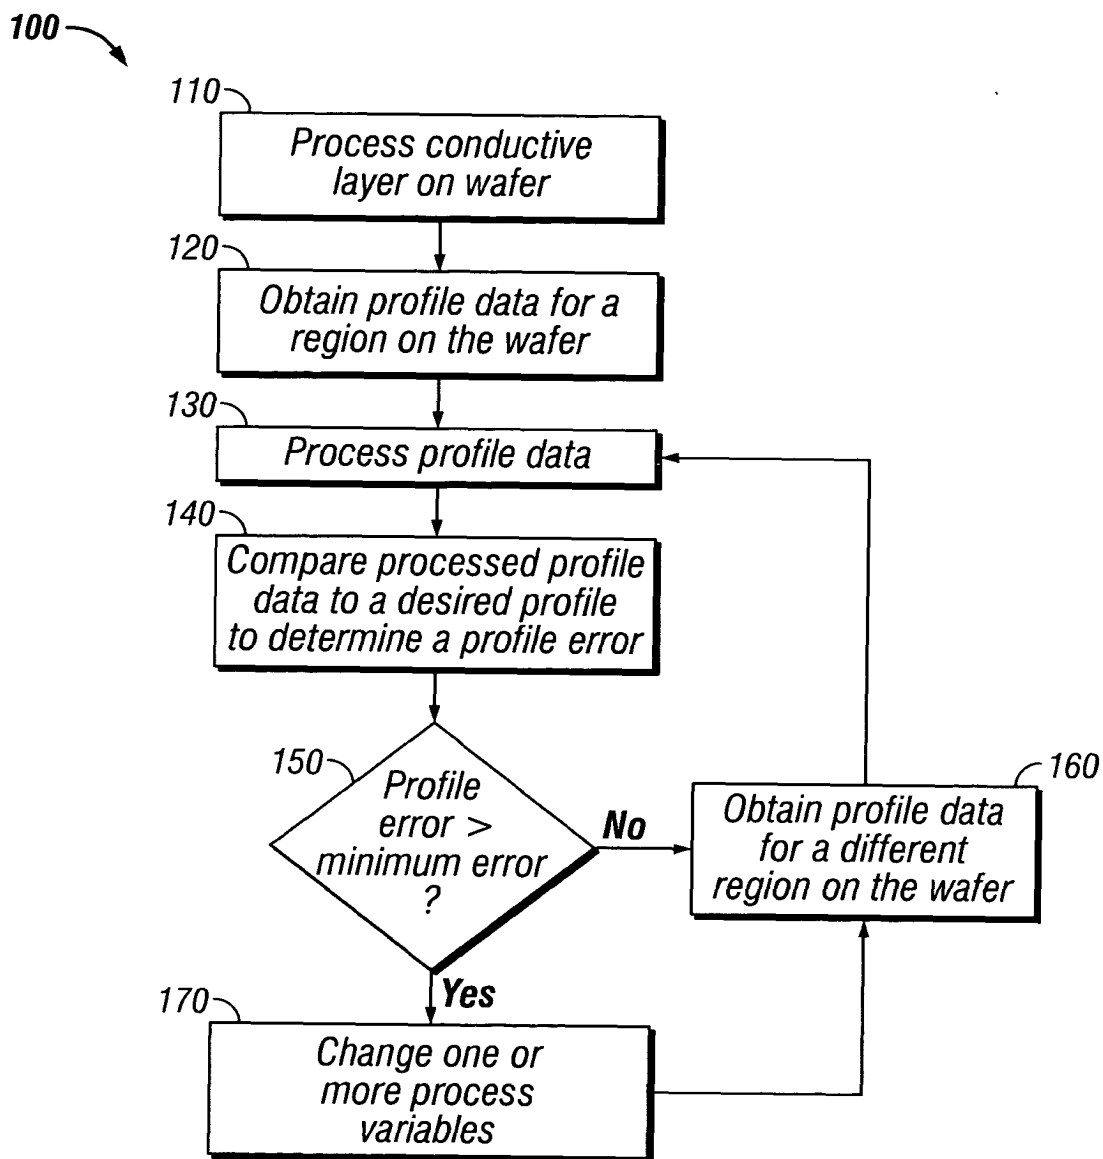 100
110
Process conductive
layer on wafer
120
Obtain profile data for a
region on the wafer
130
Process profile data
140
Compare processed profile
data to a desired profile
to determine a profile error
150
Profile
error >
minimum error
?
No
160
Obtain profile data
for a different
region on the wafer
Yes
170
Change one or
more process
variables